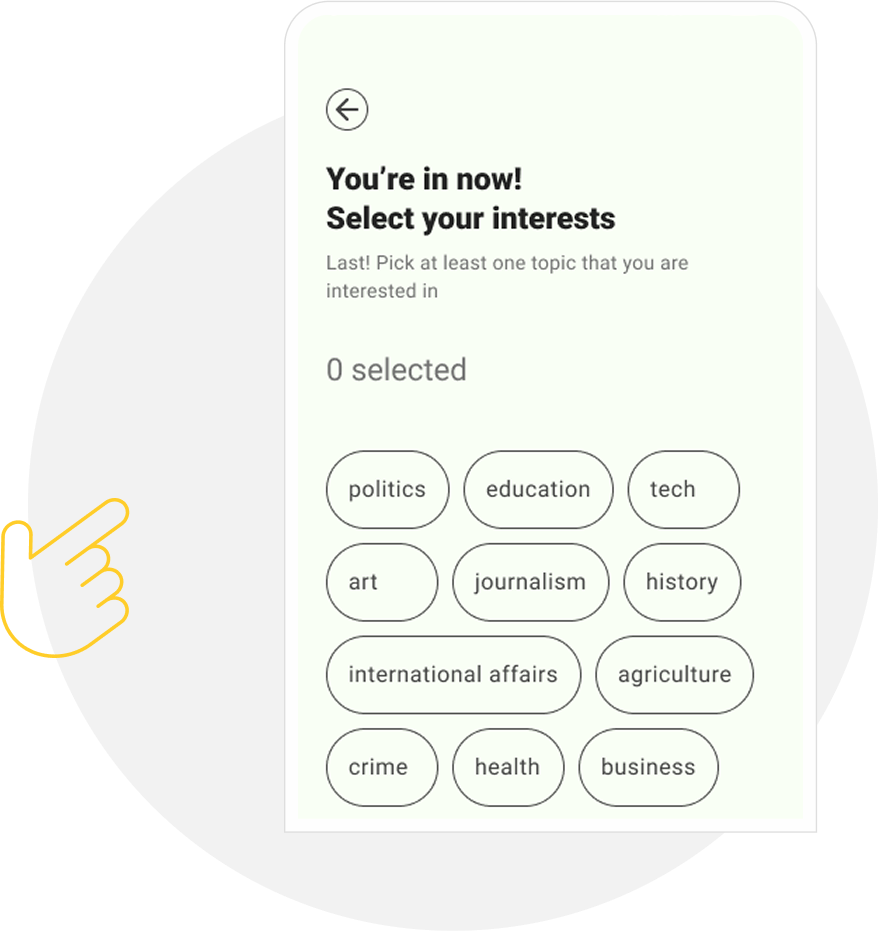 You’re in now!
Select your interests
Last! Pick at least one topic that you are
interested in
0 selected
politics education tech
art journalism history
international affairs agriculture
crime health business